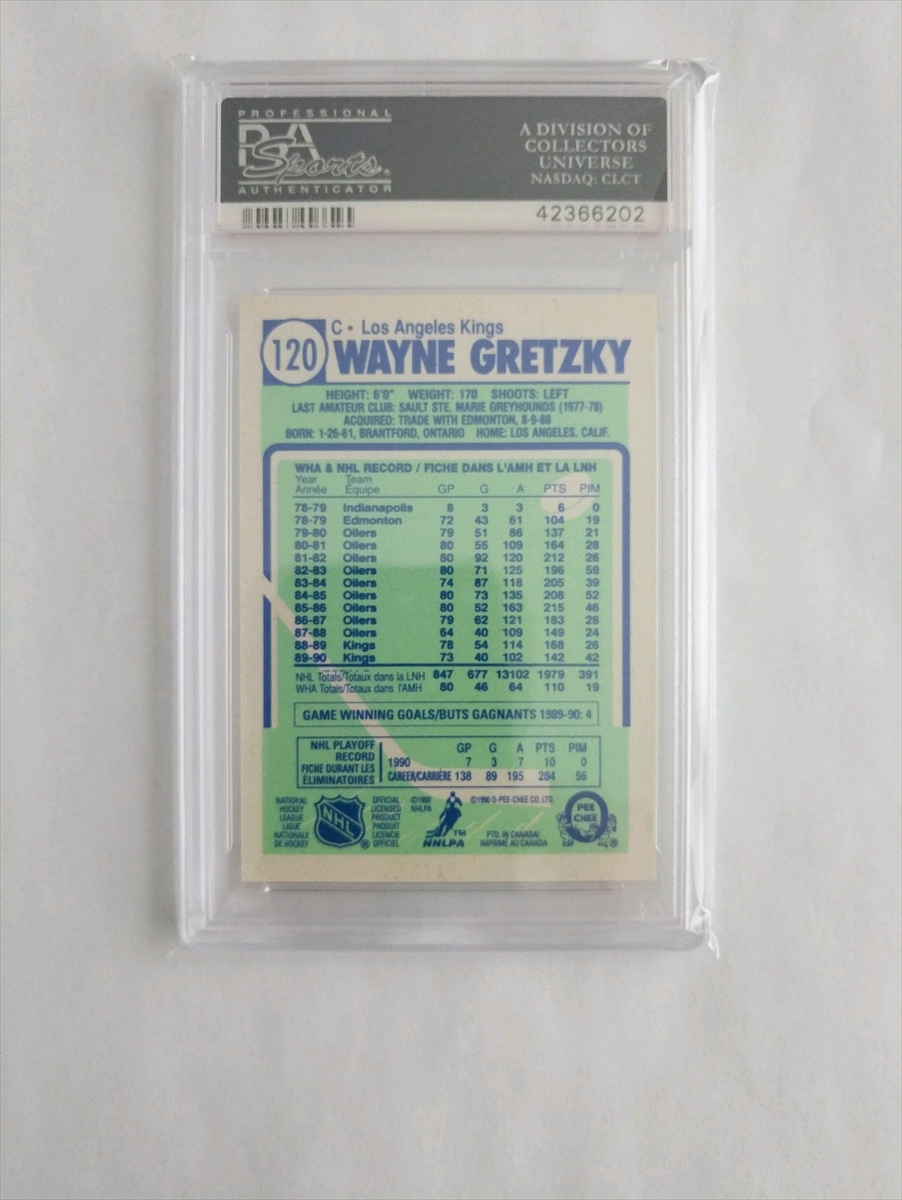 PROFESSIONAL
PSA
Sports
AUTHENTICATOR
A DIVISION OF
COLLECTORS
UNIVERSE
NASDAQ: CLCT
42366202
120
C • Los Angeles Kings
WAYNE GRETZKY
HEIGHT: 6'0" WEIGHT: 170 SHOOTS: LEFT
LAST AMATEUR CLUB: SAULT STE. MARIE GREYHOUNDS (1977-78)
ACQUIRED: TRADE WITH EDMONTON, 8-9-88
BORN: 1-26-61, BRANTFORD, ONTARIO HOME: LOS ANGELES, CALIF.
WHA & NHL RECORD / FICHE DANS L'AMH ET LA LNH
Year Team
Année Équipe GP G A PTS PIM
78-79 Indianapolis 8 3 3 6 0
78-79 Edmonton 72 43 61 104 19
79-80 Oilers 79 51 86 137 21
80-81 Oilers 80 55 109 164 28
81-82 Oilers 80 92 120 212 26
82-83 Oilers 80 71 125 196 59
83-84 Oilers 74 87 118 205 39
84-85 Oilers 80 73 135 208 52
85-86 Oilers 80 52 163 215 46
86-87 Oilers 79 62 121 183 28
87-88 Oilers 64 40 109 149 24
88-89 Kings 78 54 114 168 26
89-90 Kings 73 40 102 142 42
NHL Totals/Totaux dans la LNH 847 677 13102 1979 391
WHA Totals/Totaux dans l'AMH 80 46 64 110 19
GAME WINNING GOALS/BUTS GAGNANTS 1989-90: 4
NHL PLAYOFF
RECORD
FICHE DURANT LES
ÉLIMINATOIRES
GP G A PTS PIM
1990 7 3 7 10 0
CAREER/CARRIÈRE 138 89 195 284 56
NATIONAL
HOCKEY
LEAGUE
LIGUE
NATIONALE
DE HOCKEY
NHL
®
OFFICIAL
LICENSED
PRODUCT
PRODUIT
LICENCIÉ
OFFICIEL
©1990
NHLPA
TM
NHLPA
©1990 O-PEE-CHEE CO. LTD.
PTD. IN CANADA/
IMPRIMÉ AU CANADA
O
PEE
CHEE
®